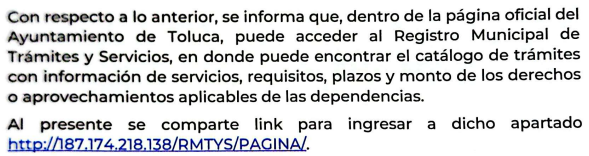 Con respecto a lo anterior, se informa que, dentro de la página oficial del
Ayuntamiento de Toluca, puede acceder al Registro Municipal de
Trámites y Servicios, en donde puede encontrar el catálogo de trámites
con información de servicios, requisitos, plazos y monto de los derechos
o aprovechamientos aplicables de las dependencias.
Al presente se comparte link para ingresar a dicho apartado
http://187.174.218.138/RMTYS/PAGINA/.